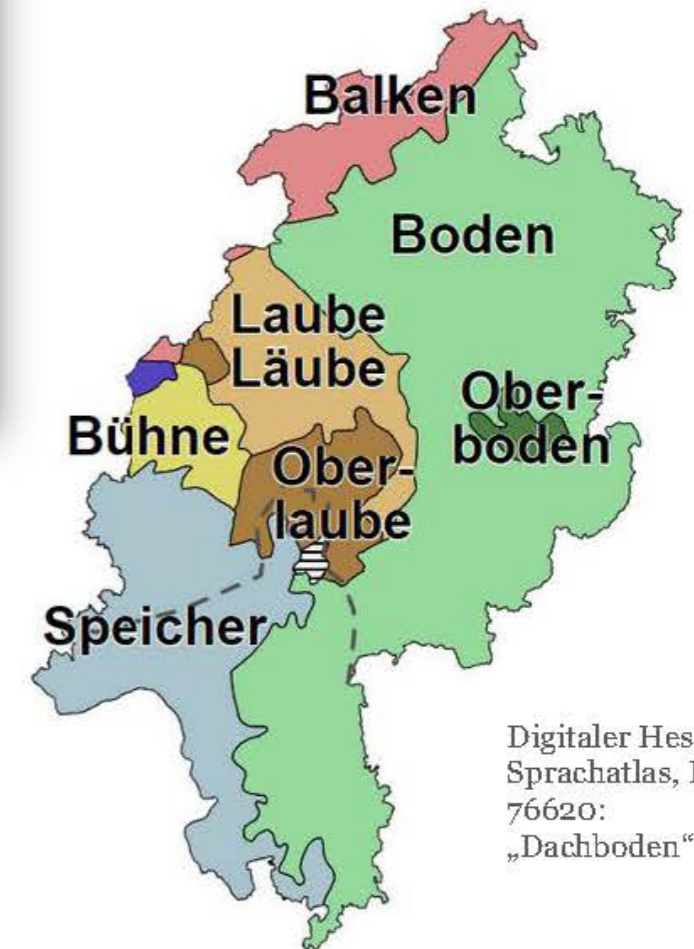 Balken
Boden
Laube
Läube
Ober-
boden
Bühne
Ober-
laube
Speicher
Digitaler Hes
Sprachatlas,
76620:
„Dachboden“